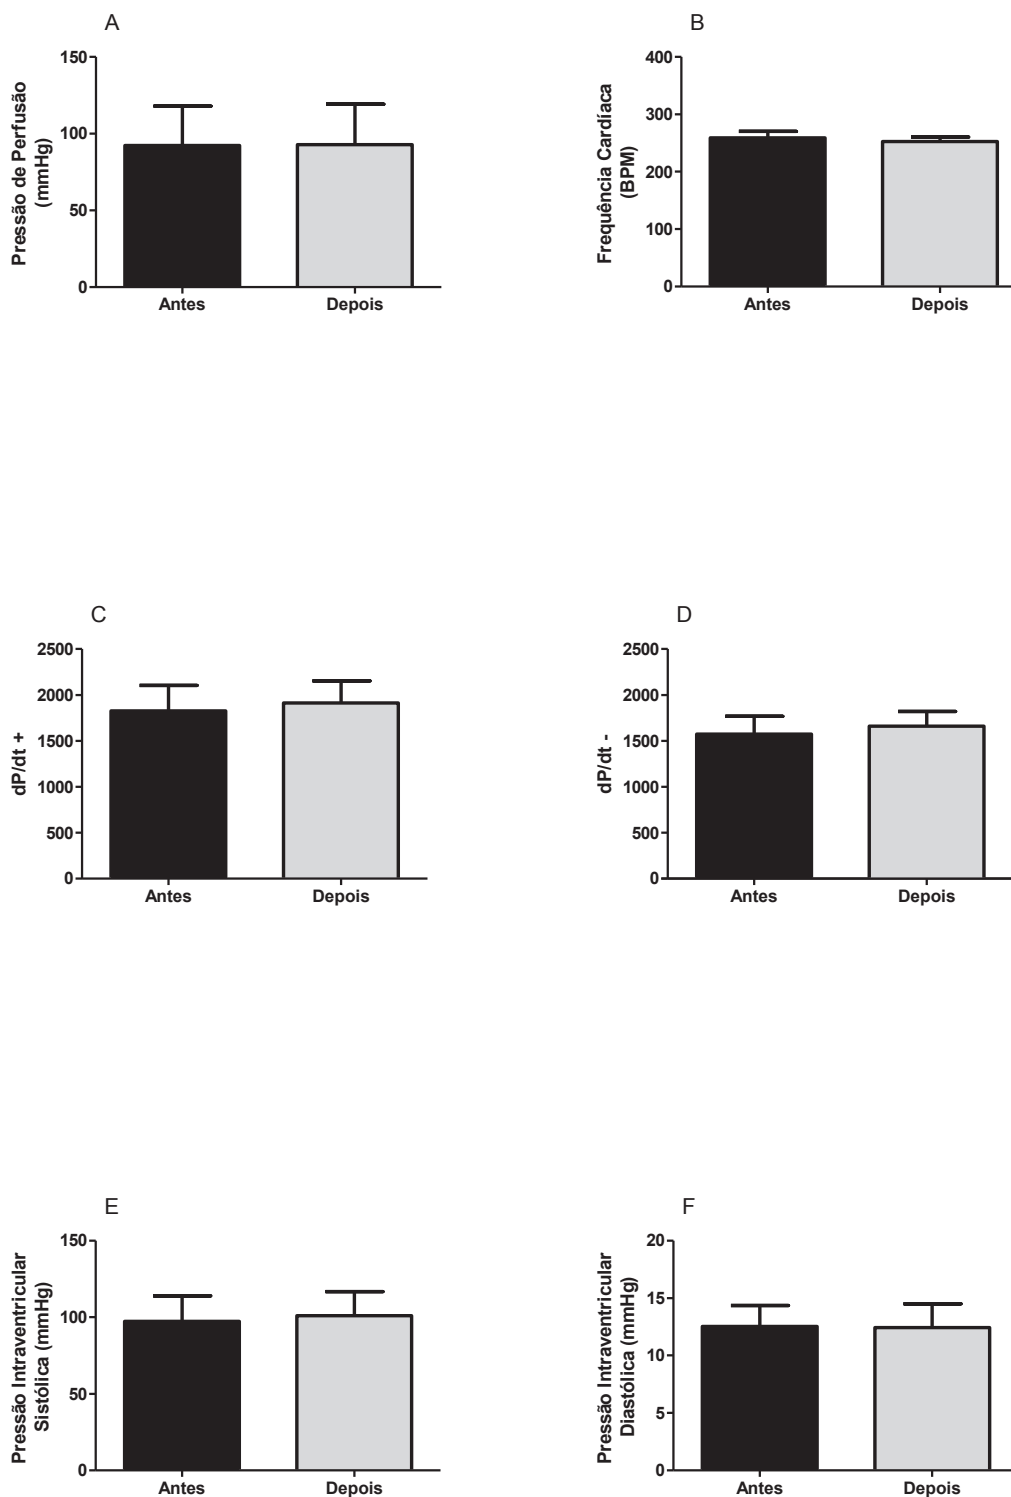 A
Pressão de Perfusão
(mmHg)
150
100
50
0
Antes
Depois
B
Frequência Cardíaca
(BPM)
400
300
200
100
0
Antes
Depois
C
dP/dt +
2500
2000
1500
1000
500
0
Antes
Depois
D
dP/dt -
2500
2000
1500
1000
500
0
Antes
Depois
E
Pressão Intraventricular
Sistólica (mmHg)
150
100
50
0
Antes
Depois
F
Pressão Intraventricular
Diastólica (mmHg)
20
15
10
5
0
Antes
Depois